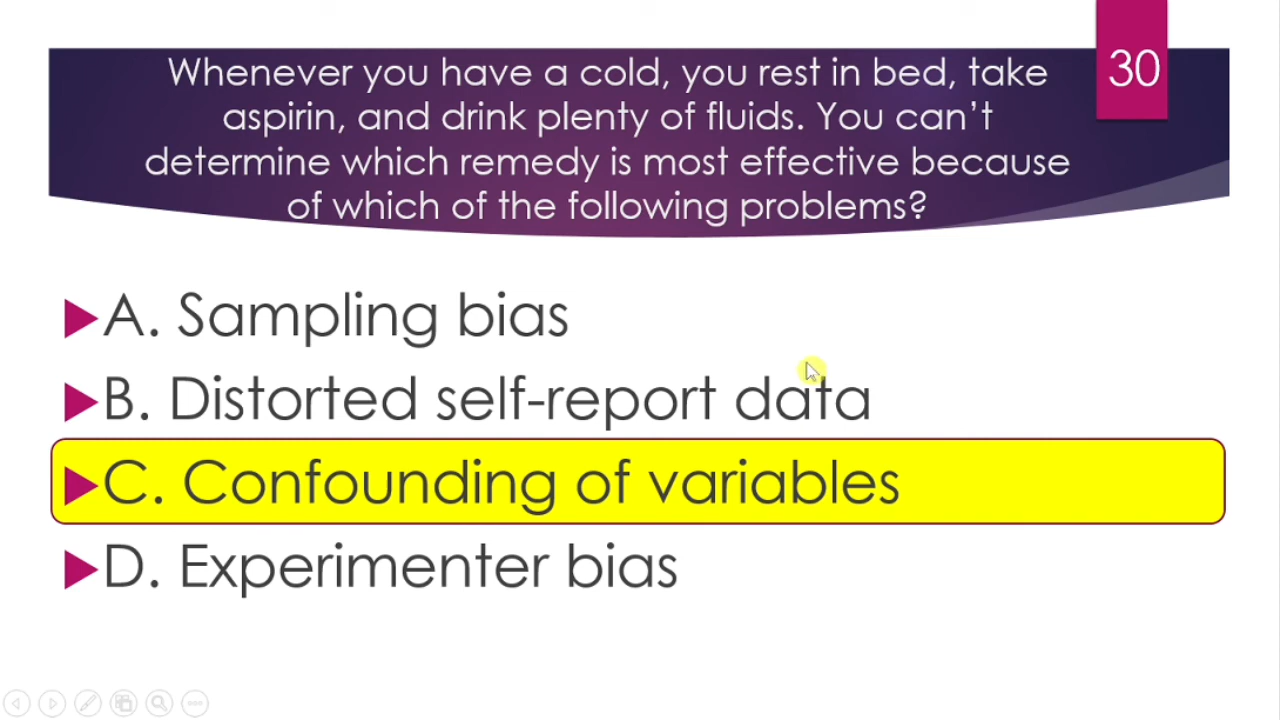 30
Whenever you have a cold, you rest in bed, take
aspirin, and drink plenty of fluids. You can’t
determine which remedy is most effective because
of which of the following problems?
A. Sampling bias
B. Distorted self-report data
C. Confounding of variables
D. Experimenter bias